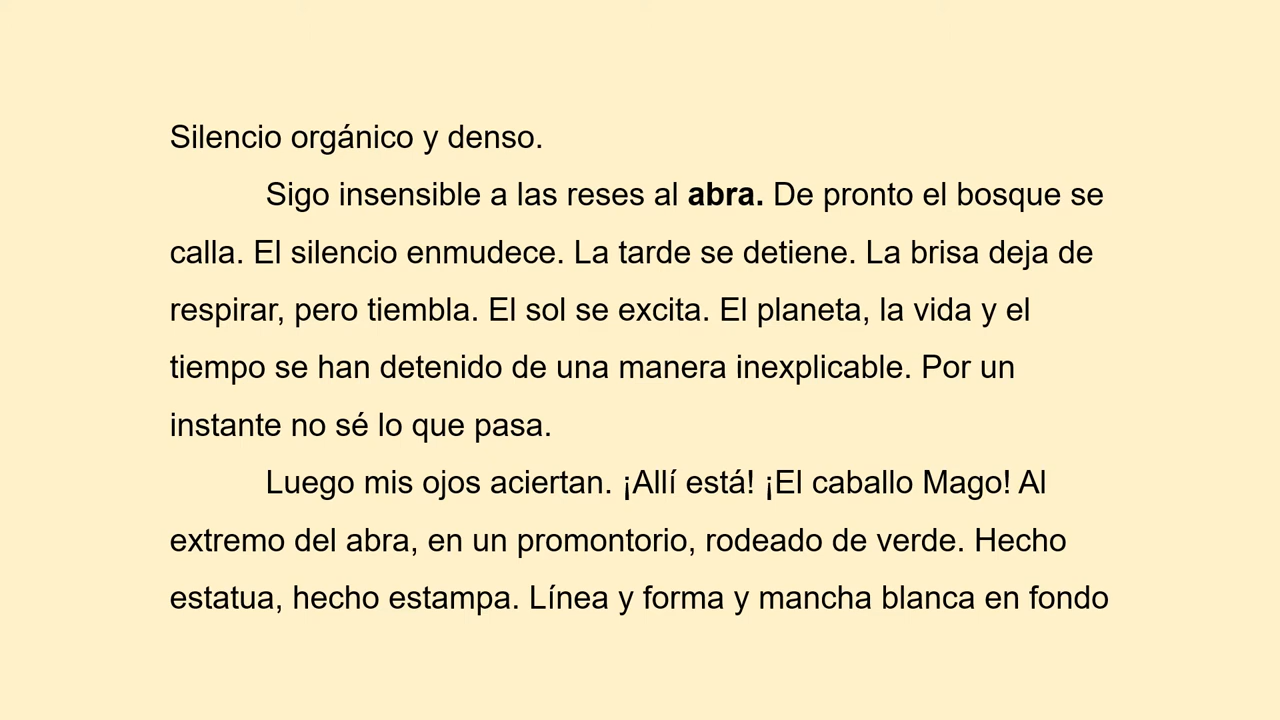 Silencio orgánico y denso.
Sigo insensible a las reses al abra. De pronto el bosque se
calla. El silencio enmudece. La tarde se detiene. La brisa deja de
respirar, pero tiembla. El sol se excita. El planeta, la vida y el
tiempo se han detenido de una manera inexplicable. Por un
instante no sé lo que pasa.
Luego mis ojos aciertan. ¡Allí está! ¡El caballo Mago! Al
extremo del abra, en un promontorio, rodeado de verde. Hecho
estatua, hecho estampa. Línea y forma y mancha blanca en fondo